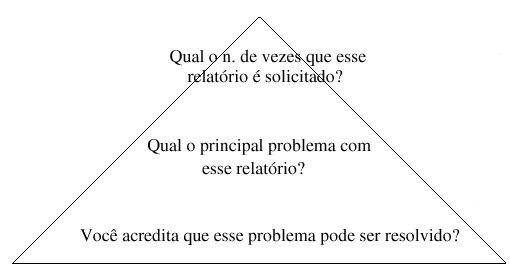 Qual o n. de vezes que esse
relatório é solicitado?
Qual o principal problema com
esse relatório?
Você acredita que esse problema pode ser resolvido?